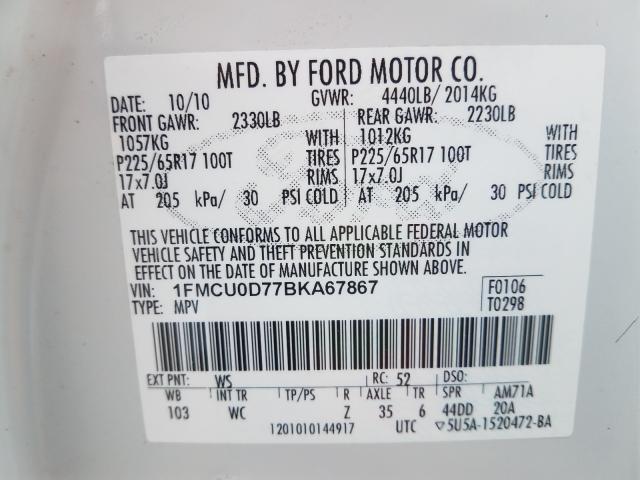 MFD. BY FORD MOTOR CO.
DATE: 10/10 GVWR: 4440LB/ 2014KG
FRONT GAWR: 2330LB REAR GAWR: 2230LB
1057KG WITH 1012KG WITH
P225/65R17 100T TIRES P225/65R17 100T TIRES
17x7.0J RIMS 17x7.0J RIMS
AT 205 kPa/ 30 PSI COLD AT 205 kPa/ 30 PSI COLD
THIS VEHICLE CONFORMS TO ALL APPLICABLE FEDERAL MOTOR
VEHICLE SAFETY AND THEFT PREVENTION STANDARDS IN
EFFECT ON THE DATE OF MANUFACTURE SHOWN ABOVE.
VIN: 1FMCU0D77BKA67867 F0106
TYPE: MPV T0298
EXT PNT: WS RC: 52 DSO:
WB INT TR TP/PS R AXLE TR SPR AM71A
103 WC Z 35 6 44DD 20A
1201010144917 UTC ▽5U5A-1520472-BA